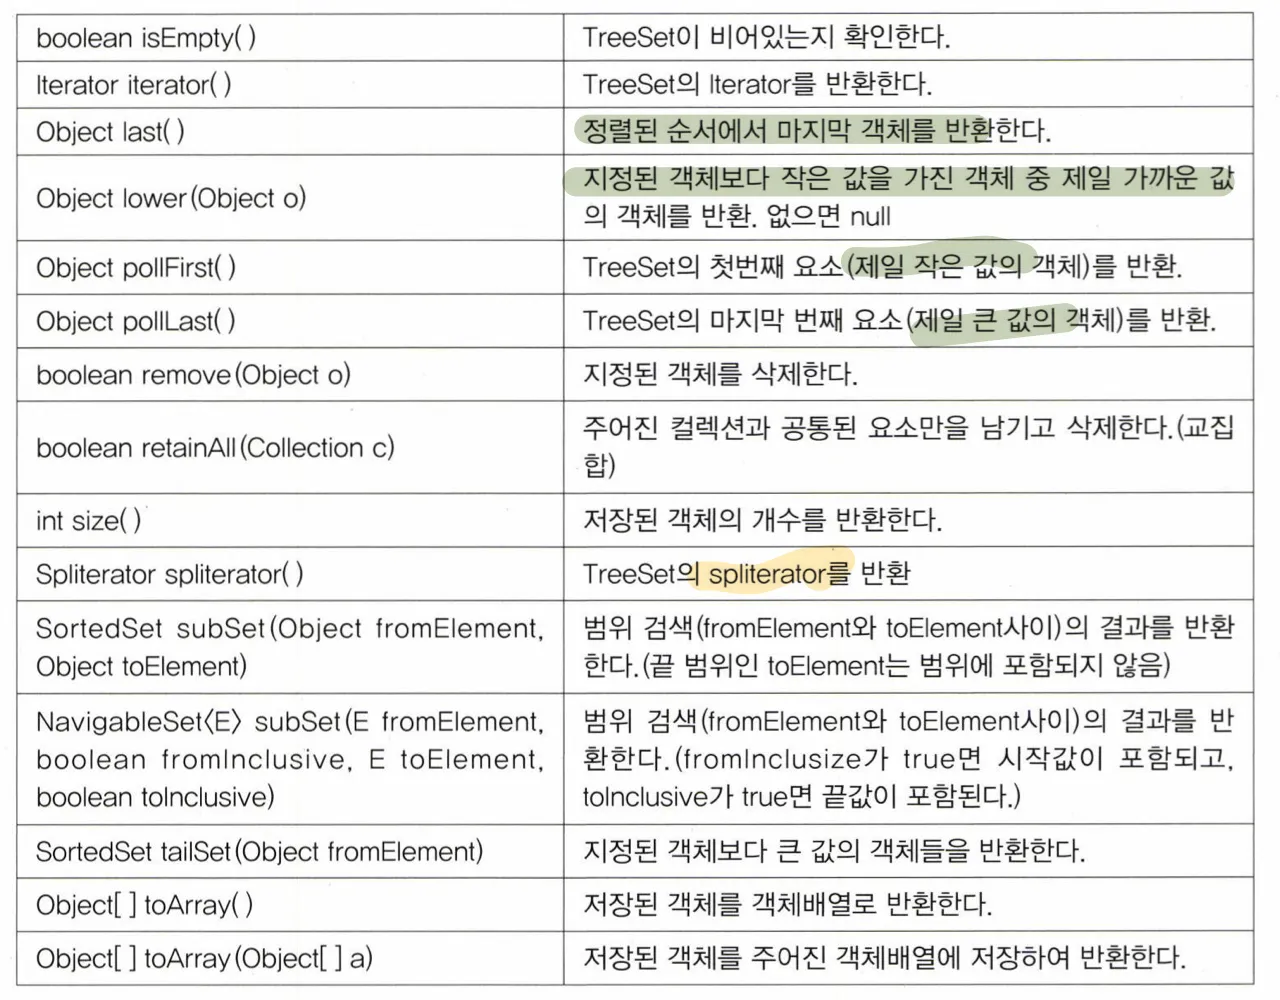 boolean isEmpty( )
TreeSet이 비어있는지 확인한다.
Iterator iterator( )
TreeSet의 Iterator를 반환한다.
Object last( )
정렬된 순서에서 마지막 객체를 반환한다.
Object lower(Object o)
지정된 객체보다 작은 값을 가진 객체 중 제일 가까운 값
의 객체를 반환. 없으면 null
Object pollFirst( )
TreeSet의 첫번째 요소(제일 작은 값의 객체)를 반환.
Object pollLast( )
TreeSet의 마지막 번째 요소(제일 큰 값의 객체)를 반환.
boolean remove(Object o)
지정된 객체를 삭제한다.
boolean retainAll(Collection c)
주어진 컬렉션과 공통된 요소만을 남기고 삭제한다.(교집
합)
int size( )
저장된 객체의 개수를 반환한다.
Spliterator spliterator( )
TreeSet의 spliterator를 반환
SortedSet subSet(Object fromElement,
Object toElement)
범위 검색(fromElement와 toElement사이)의 결과를 반환
한다.(끝 범위인 toElement는 범위에 포함되지 않음)
NavigableSet〈E〉 subSet(E fromElement,
boolean fromInclusive, E toElement,
boolean toInclusive)
범위 검색(fromElement와 toElement사이)의 결과를 반
환한다.(fromInclusize가 true면 시작값이 포함되고,
toInclusive가 true면 끝값이 포함된다.)
SortedSet tailSet(Object fromElement)
지정된 객체보다 큰 값의 객체들을 반환한다.
Object[ ] toArray( )
저장된 객체를 객체배열로 반환한다.
Object[ ] toArray(Object[ ] a)
저장된 객체를 주어진 객체배열에 저장하여 반환한다.